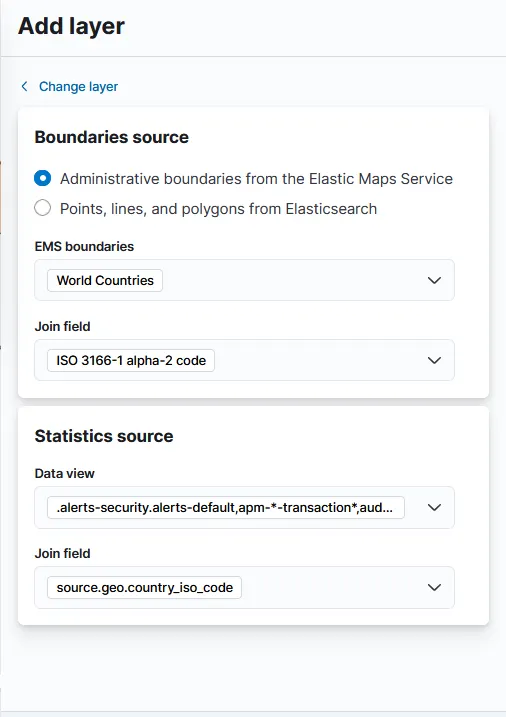 Add layer
Change layer
Boundaries source
Administrative boundaries from the Elastic Maps Service
Points, lines, and polygons from Elasticsearch
EMS boundaries
World Countries
Join field
ISO 3166-1 alpha-2 code
Statistics source
Data view
.alerts-security.alerts-default,apm-*-transaction*,aud...
Join field
source.geo.country_iso_code